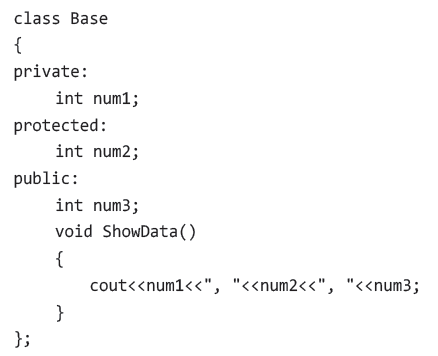 class Base
{
private:
    int num1;
protected:
    int num2;
public:
    int num3;
    void ShowData()
    {
        cout<<num1<<", "<<num2<<", "<<num3;
    }
};